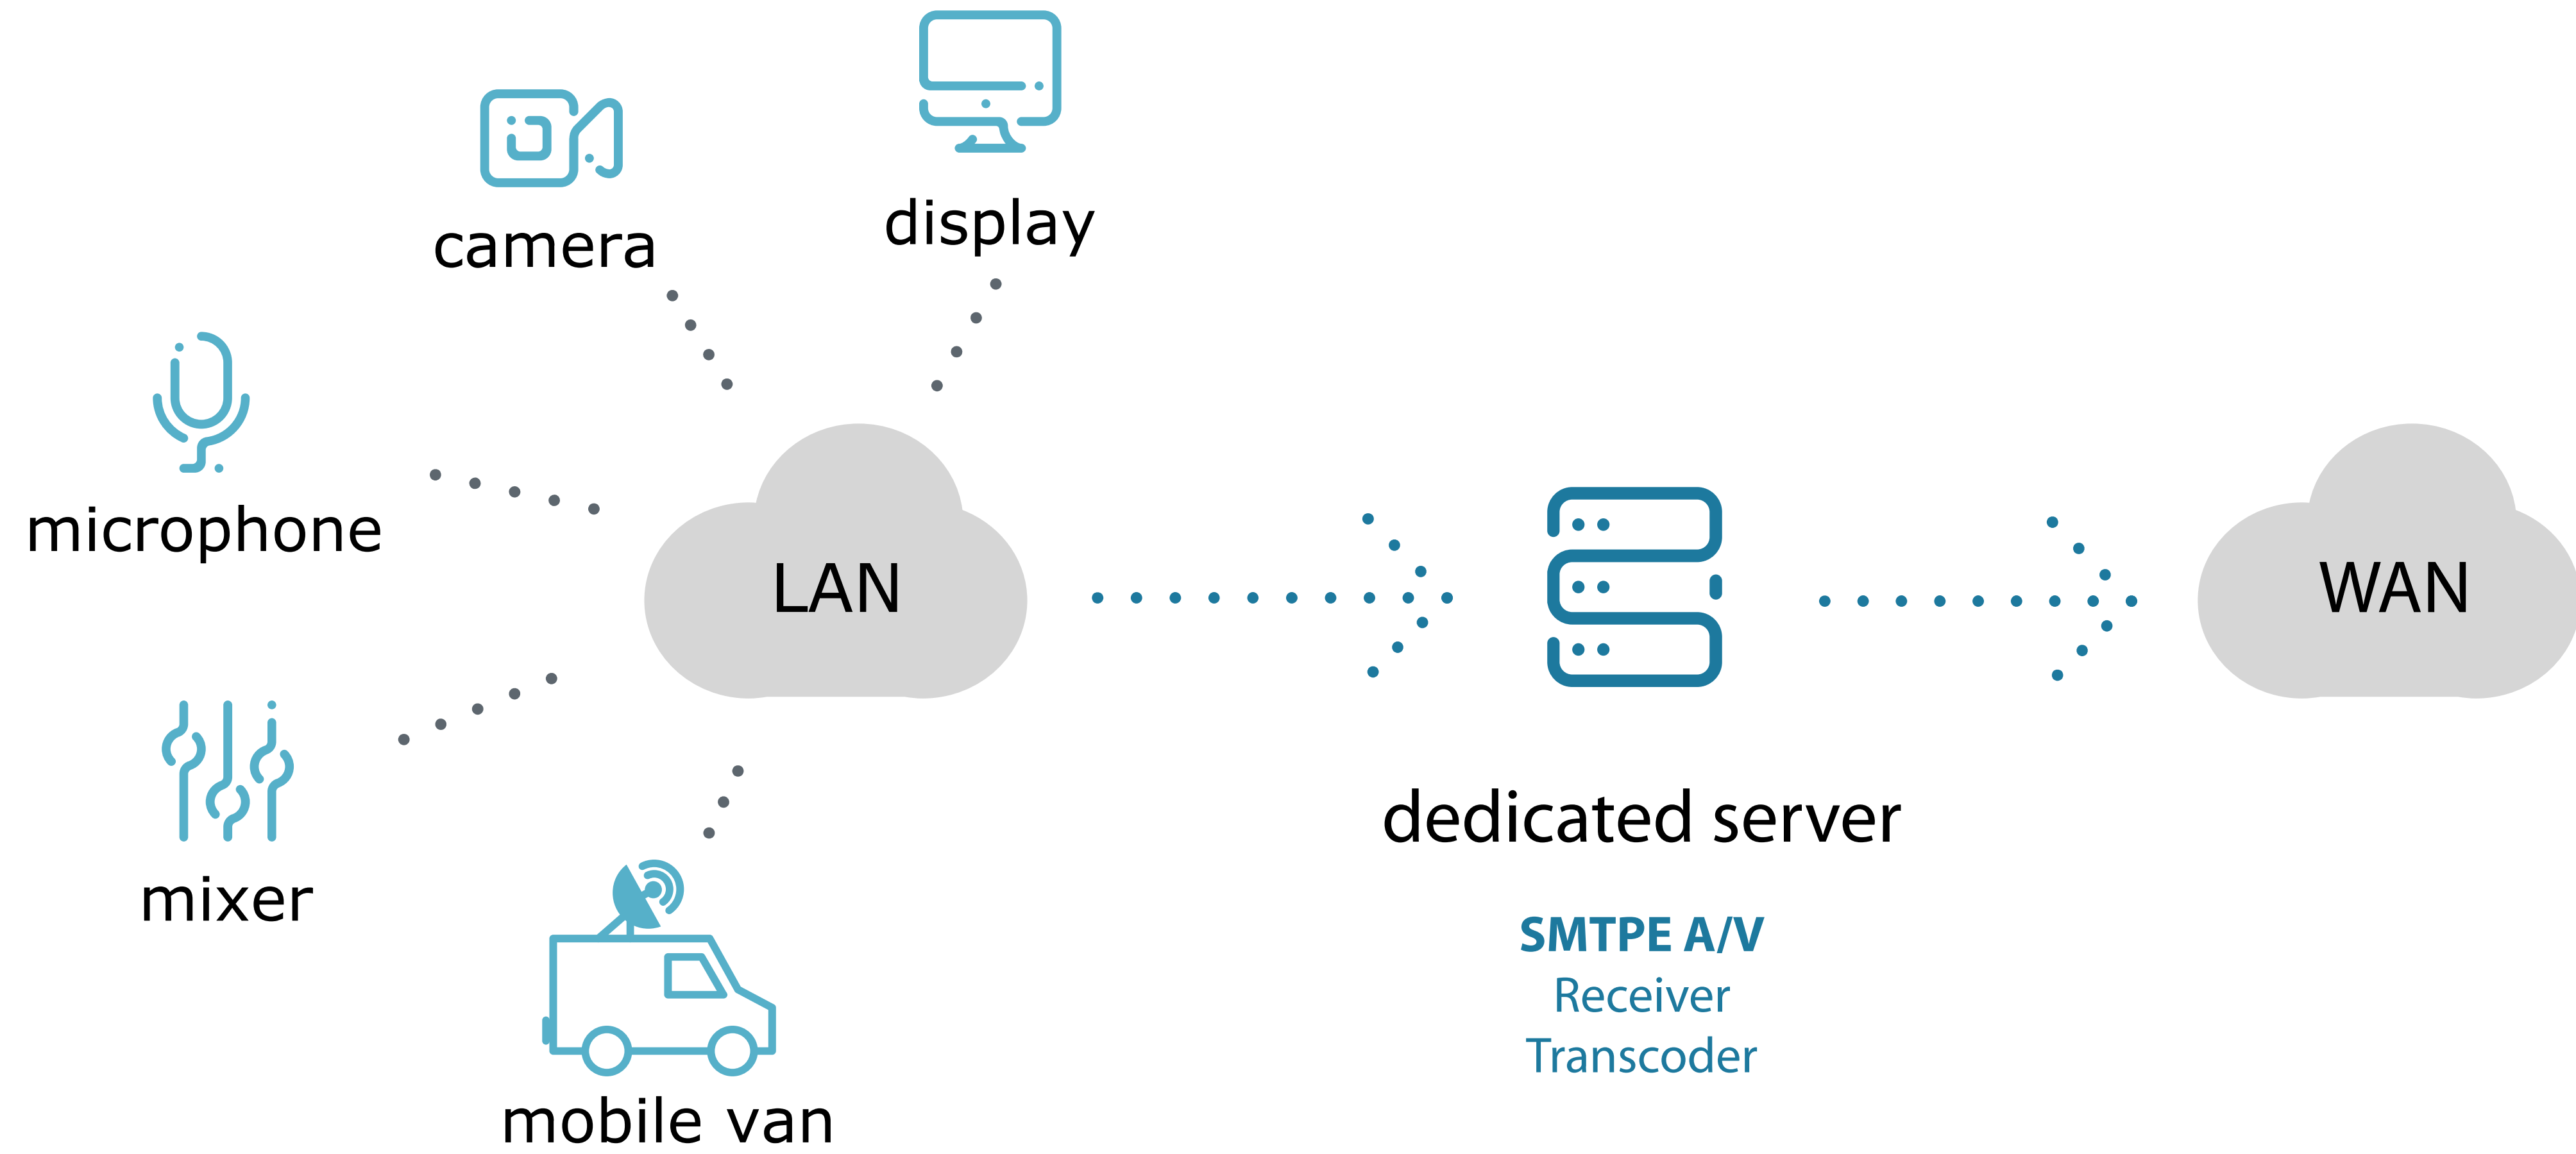 display
camera
microphone
LAN
WAN
dedicated server
mixer
SMTPE A/V
Receiver
Transcoder
mobile van